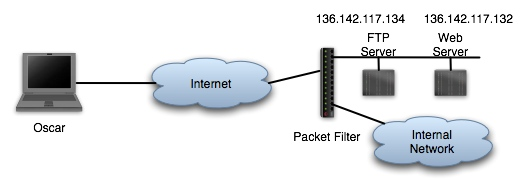 136.142.117.134 136.142.117.132
FTP
Server
Web
Server
Internet
Oscar
Packet Filter
Internal
Network